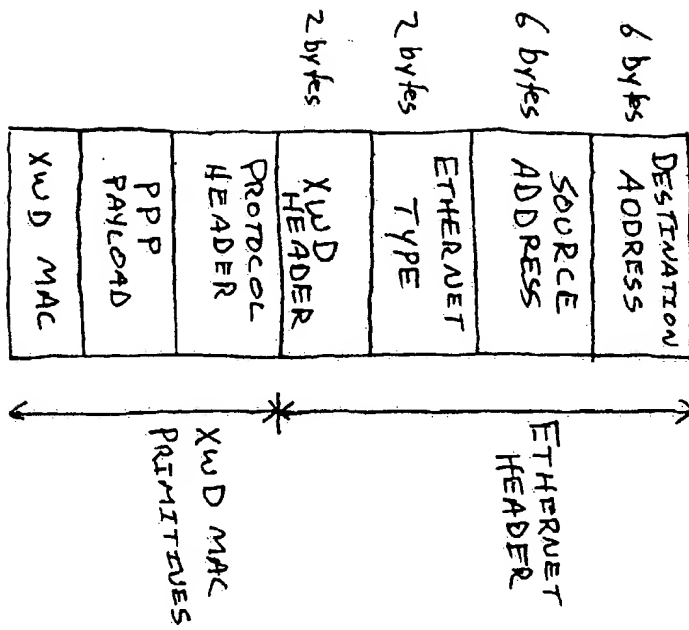 6 bytes
6 bytes
2 bytes
2 bytes
DESTINATION
ADDRESS
SOURCE
ADDRESS
ETHERNET
TYPE
XWD
HEADER
PROTOCOL
HEADER
PPP
PAYLOAD
XWD MAC
ETHERNET
HEADER
XWD MAC
PRIMITIVES